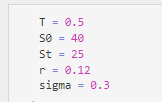 T = 0.5
S0 = 40
St = 25
r = 0.12
sigma = 0.3